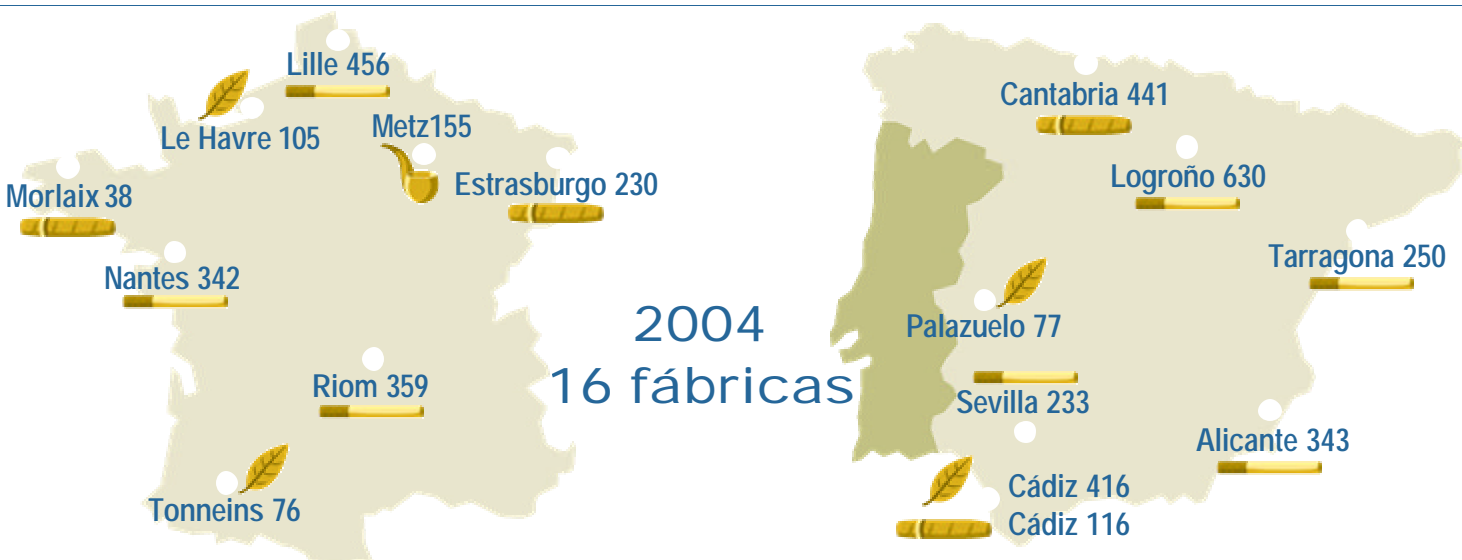 Lille 456
Le Havre 105
Metz155
Estrasburgo 230
Morlaix 38
Nantes 342
Riom 359
Tonneins 76
2004
16 fábricas
Cantabria 441
Logroño 630
Tarragona 250
Palazuelo 77
Sevilla 233
Alicante 343
Cádiz 416
Cádiz 116